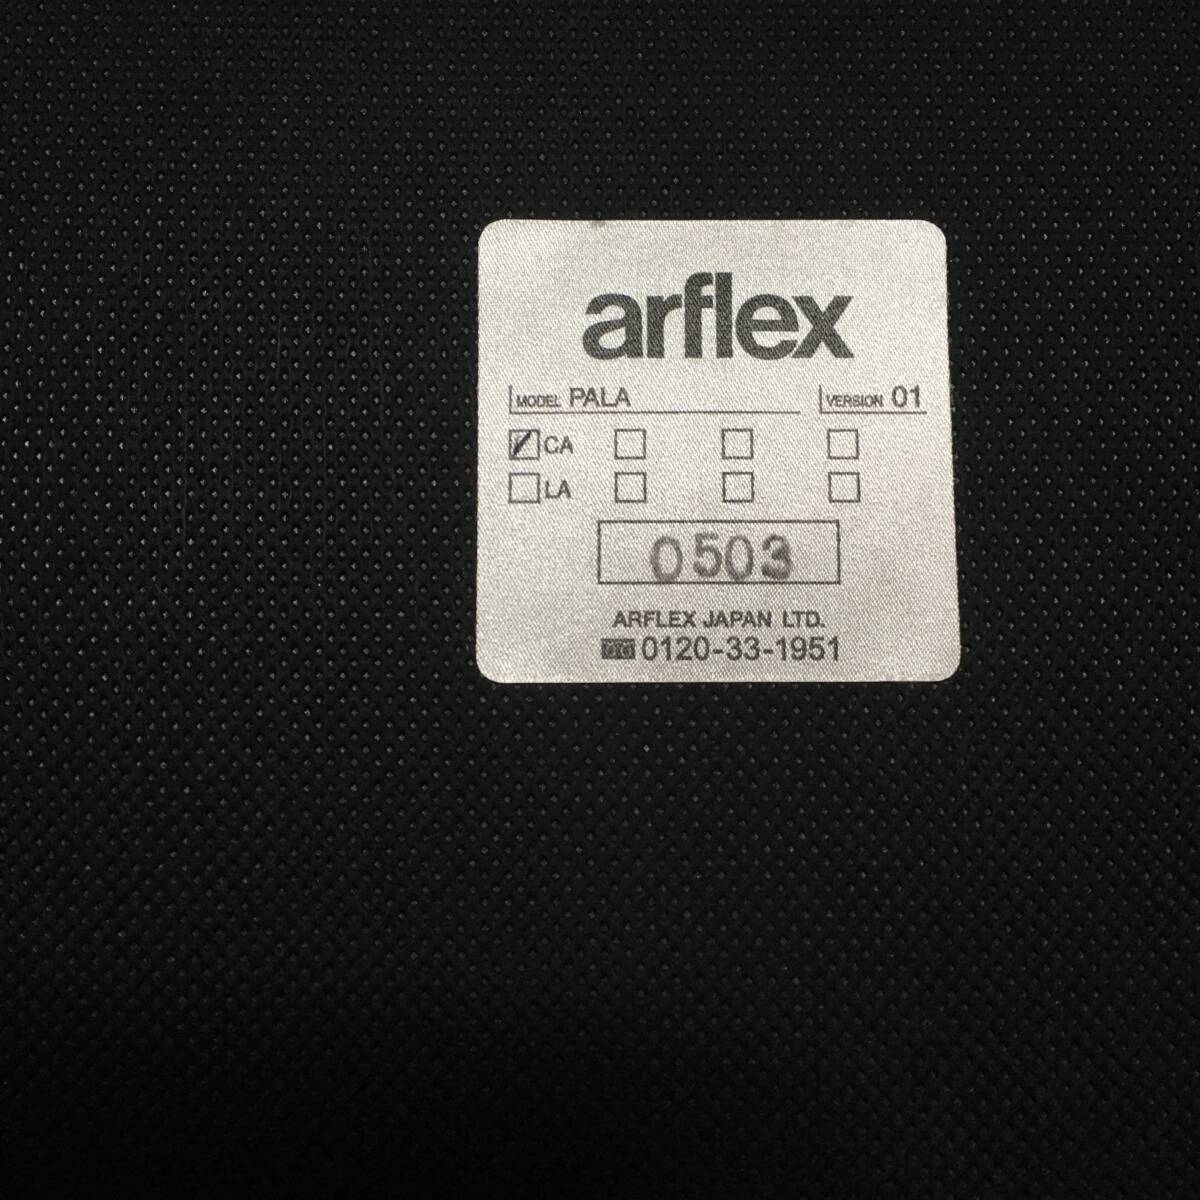 arflex
MODEL PALA VERSION 01
CA
LA
0503
ARFLEX JAPAN LTD.
0120-33-1951